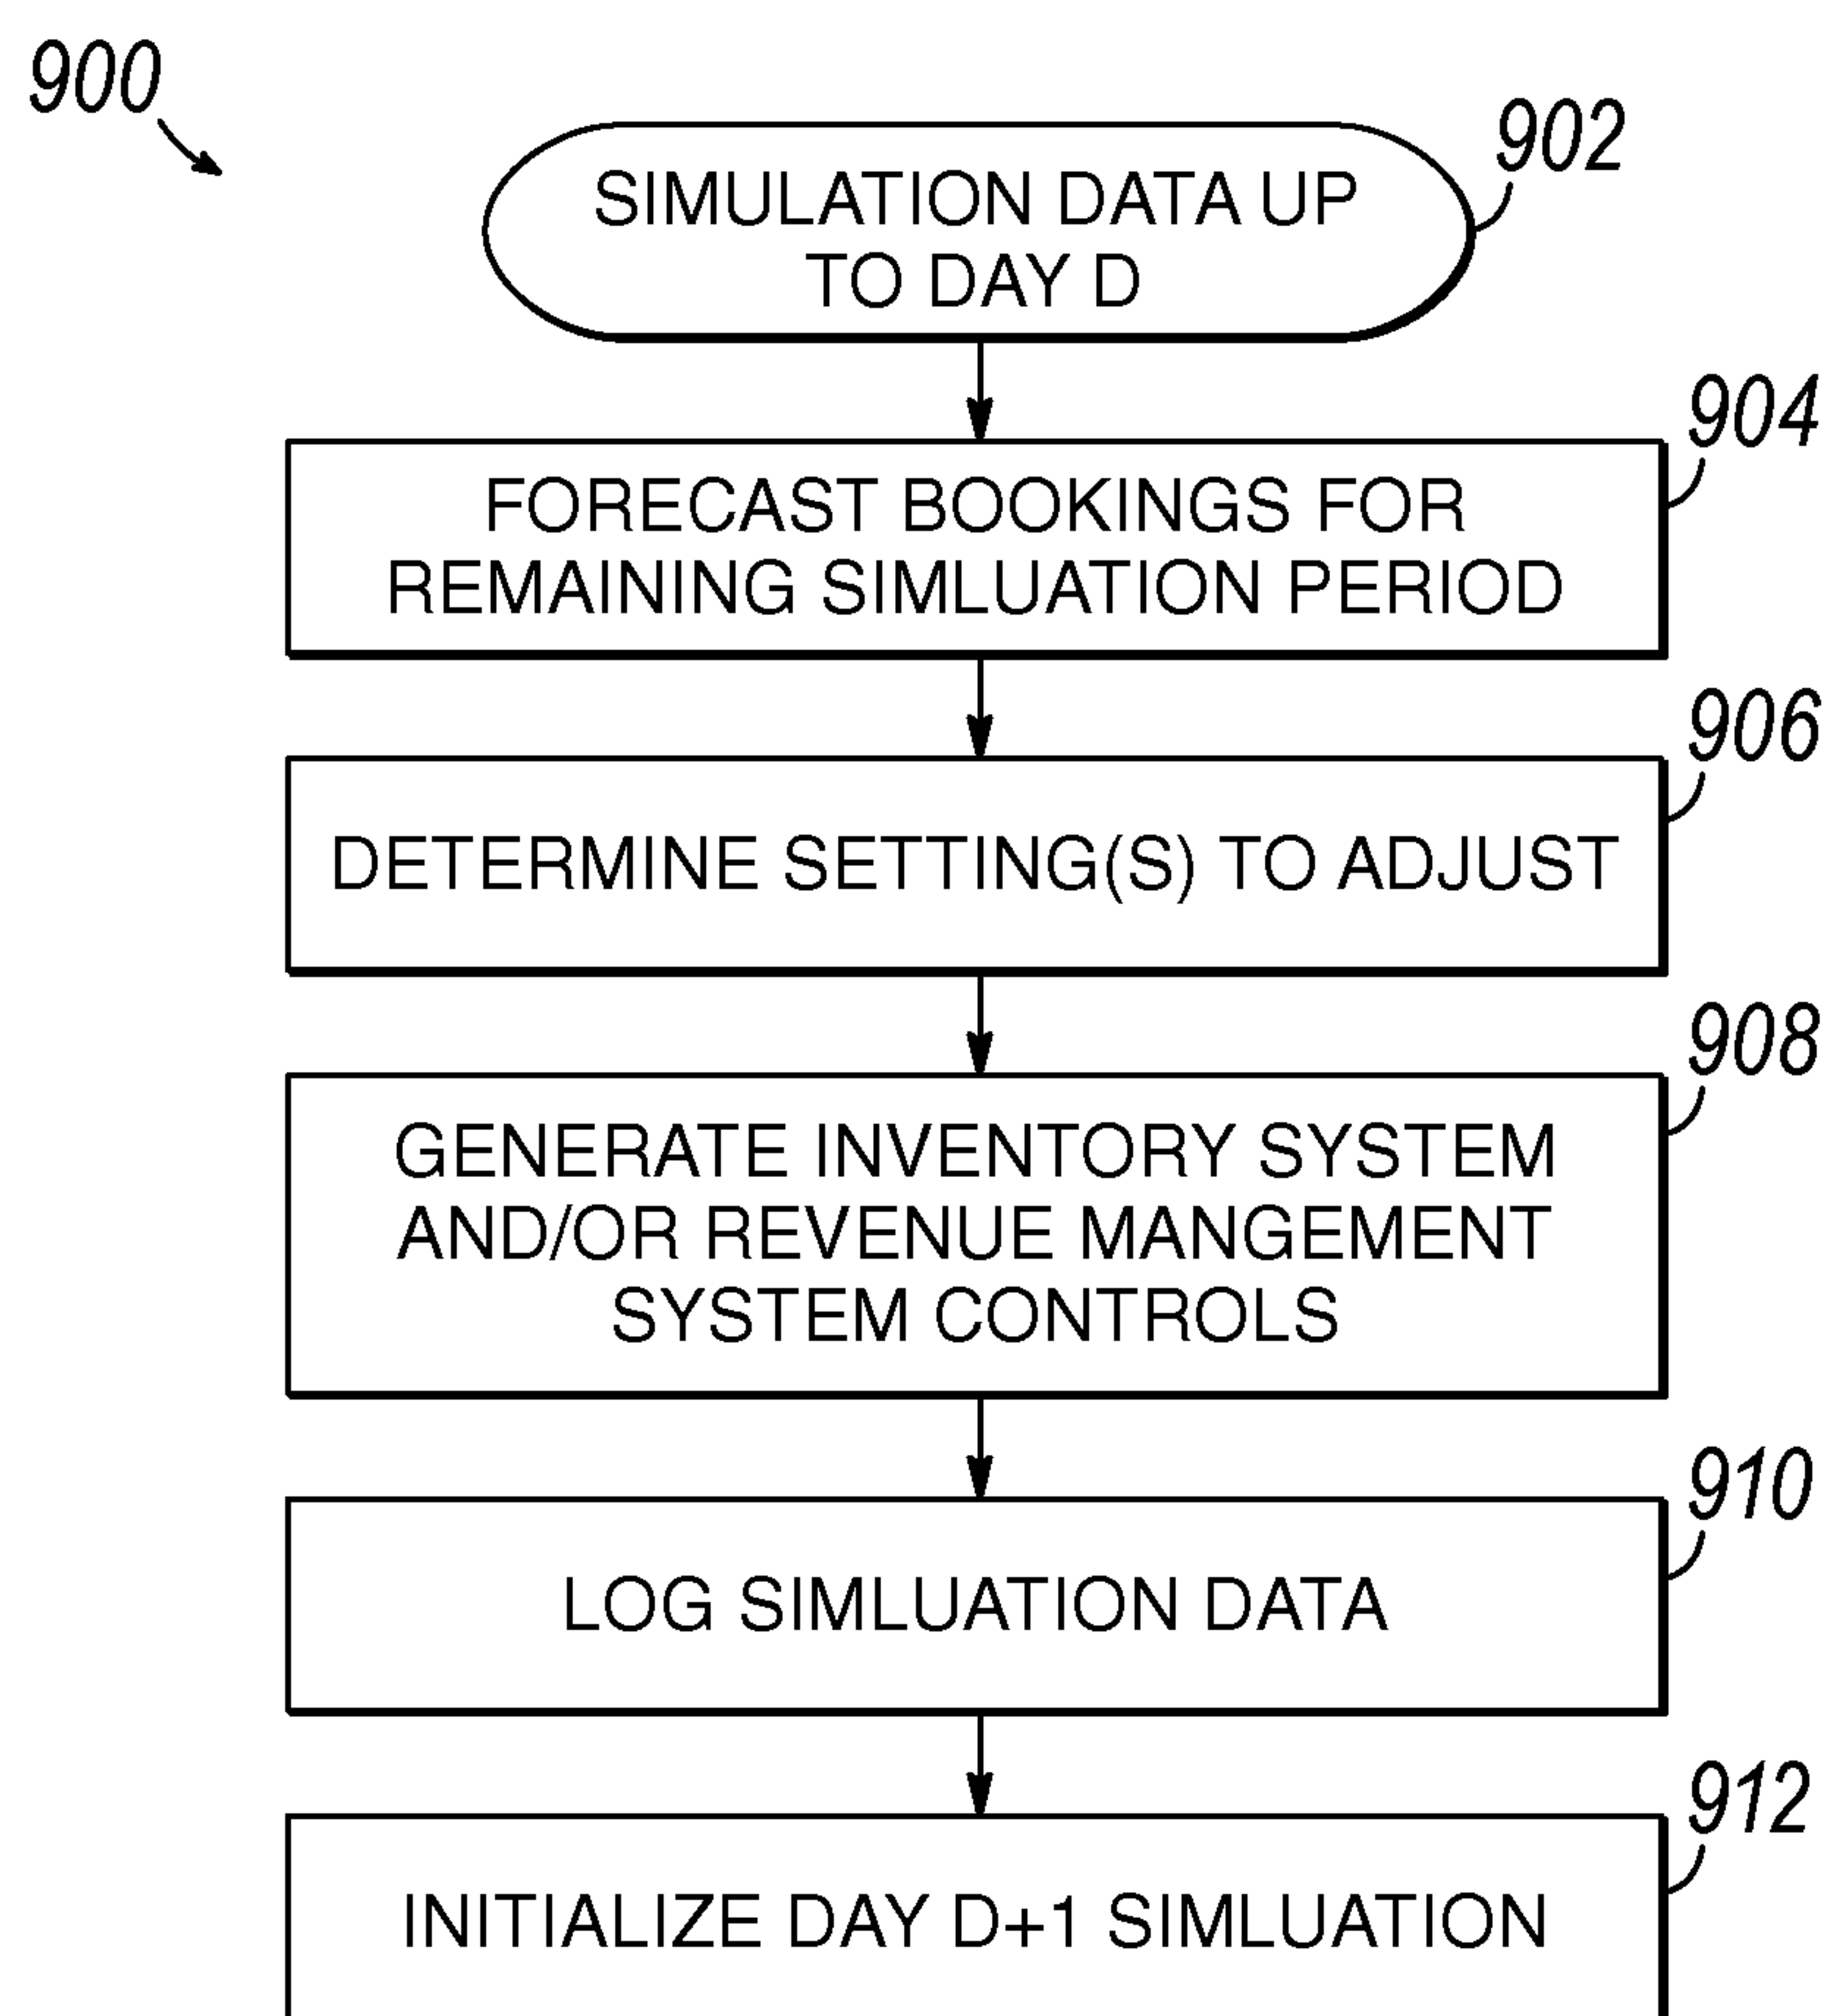 900
902
SIMULATION DATA UP
TO DAY D
904
FORECAST BOOKINGS FOR
REMAINING SIMLUATION PERIOD
906
DETERMINE SETTING(S) TO ADJUST
908
GENERATE INVENTORY SYSTEM
AND/OR REVENUE MANGEMENT
SYSTEM CONTROLS
910
LOG SIMLUATION DATA
912
INITIALIZE DAY D+1 SIMLUATION